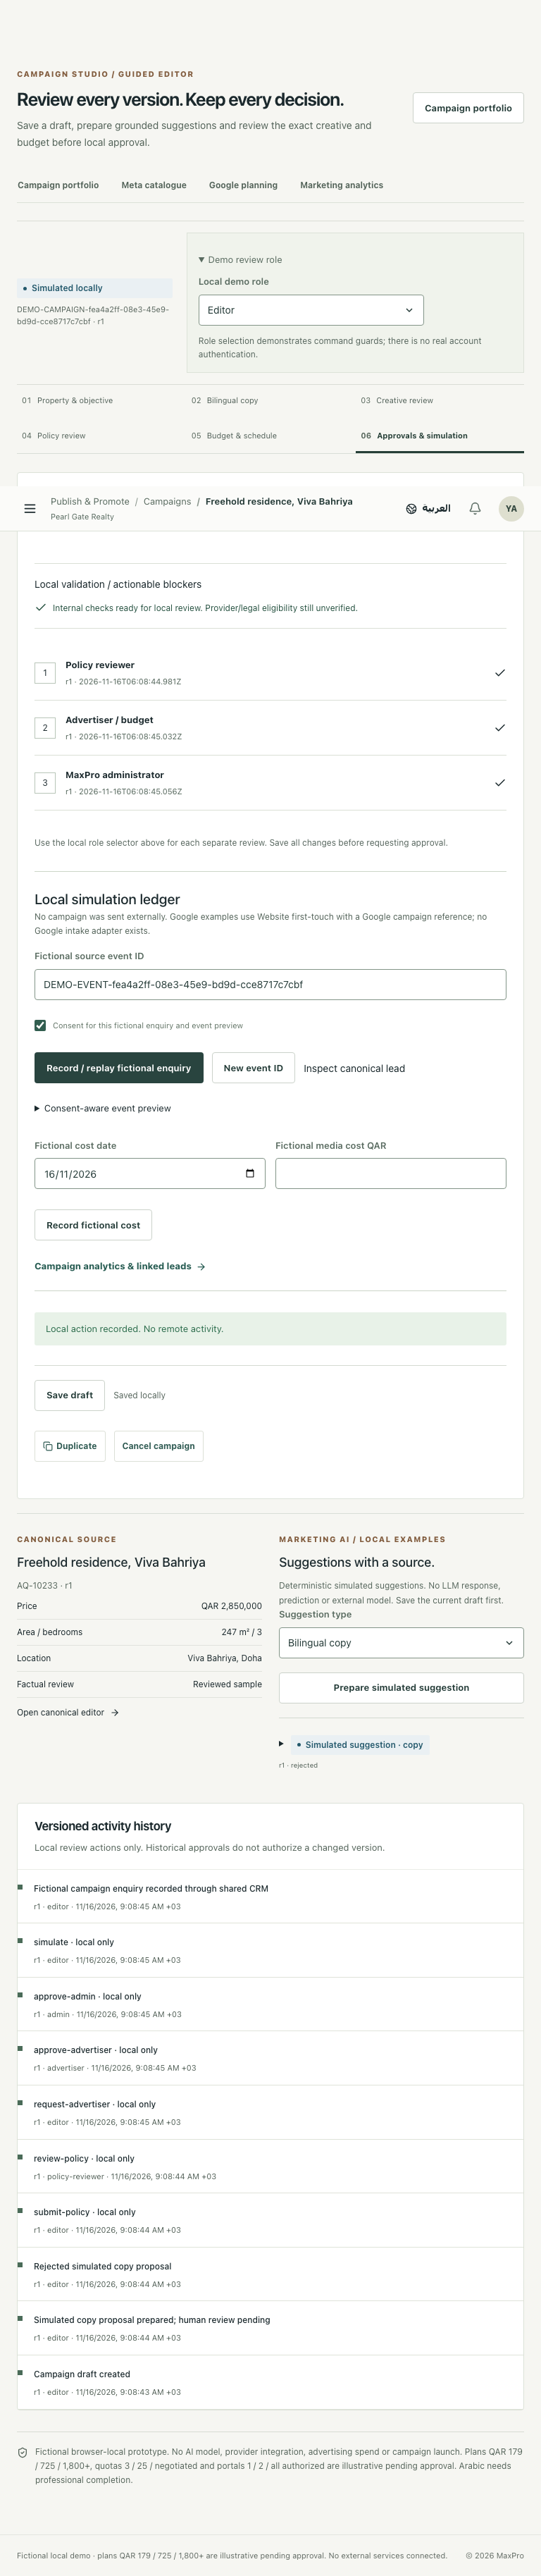 CAMPAIGN STUDIO / GUIDED EDITOR
Review every version. Keep every decision.
Save a draft, prepare grounded suggestions and review the exact creative and
budget before local approval.
Campaign portfolio
Campaign portfolio Meta catalogue Google planning Marketing analytics
Simulated locally
DEMO-CAMPAIGN-fea4a2ff-08e3-45e9-
bd9d-cce8717c7cbf · r1
Demo review role
Local demo role
Editor
Role selection demonstrates command guards; there is no real account
authentication.
01 Property & objective
02 Bilingual copy
03 Creative review
04 Policy review
05 Budget & schedule
06 Approvals & simulation
Publish & Promote / Campaigns / Freehold residence, Viva Bahriya
Pearl Gate Realty
العربية
YA
Local validation / actionable blockers
Internal checks ready for local review. Provider/legal eligibility still unverified.
1
Policy reviewer
r1 · 2026-11-16T06:08:44.981Z
2
Advertiser / budget
r1 · 2026-11-16T06:08:45.032Z
3
MaxPro administrator
r1 · 2026-11-16T06:08:45.056Z
Use the local role selector above for each separate review. Save all changes before requesting approval.
Local simulation ledger
No campaign was sent externally. Google examples use Website first-touch with a Google campaign reference; no
Google intake adapter exists.
Fictional source event ID
DEMO-EVENT-fea4a2ff-08e3-45e9-bd9d-cce8717c7cbf
Consent for this fictional enquiry and event preview
Record / replay fictional enquiry
New event ID
Inspect canonical lead
Consent-aware event preview
Fictional cost date
16/11/2026
Fictional media cost QAR
Record fictional cost
Campaign analytics & linked leads
Local action recorded. No remote activity.
Save draft
Saved locally
Duplicate
Cancel campaign
CANONICAL SOURCE
Freehold residence, Viva Bahriya
AQ-10233 · r1
Price QAR 2,850,000
Area / bedrooms 247 m² / 3
Location Viva Bahriya, Doha
Factual review Reviewed sample
Open canonical editor
MARKETING AI / LOCAL EXAMPLES
Suggestions with a source.
Deterministic simulated suggestions. No LLM response,
prediction or external model. Save the current draft first.
Suggestion type
Bilingual copy
Prepare simulated suggestion
Simulated suggestion · copy
r1 · rejected
Versioned activity history
Local review actions only. Historical approvals do not authorize a changed version.
Fictional campaign enquiry recorded through shared CRM
r1 · editor · 11/16/2026, 9:08:45 AM +03
simulate · local only
r1 · editor · 11/16/2026, 9:08:45 AM +03
approve-admin · local only
r1 · admin · 11/16/2026, 9:08:45 AM +03
approve-advertiser · local only
r1 · advertiser · 11/16/2026, 9:08:45 AM +03
request-advertiser · local only
r1 · editor · 11/16/2026, 9:08:45 AM +03
review-policy · local only
r1 · policy-reviewer · 11/16/2026, 9:08:44 AM +03
submit-policy · local only
r1 · editor · 11/16/2026, 9:08:44 AM +03
Rejected simulated copy proposal
r1 · editor · 11/16/2026, 9:08:44 AM +03
Simulated copy proposal prepared; human review pending
r1 · editor · 11/16/2026, 9:08:44 AM +03
Campaign draft created
r1 · editor · 11/16/2026, 9:08:43 AM +03
Fictional browser-local prototype. No AI model, provider integration, advertising spend or campaign launch. Plans QAR 179
/ 725 / 1,800+, quotas 3 / 25 / negotiated and portals 1 / 2 / all authorized are illustrative pending approval. Arabic needs
professional completion.
Fictional local demo · plans QAR 179 / 725 / 1,800+ are illustrative pending approval. No external services connected.
© 2026 MaxPro